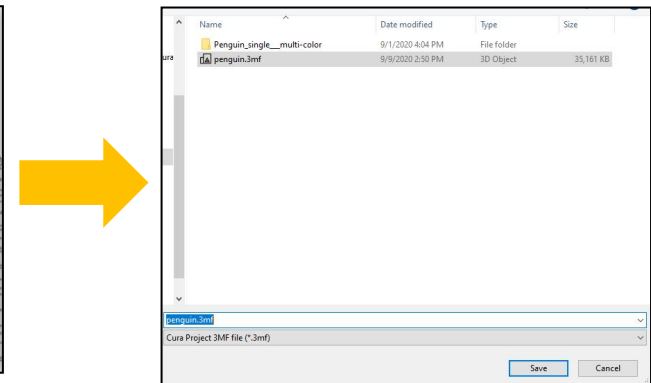 Name Date modified Type Size
Penguin_single__multi-color 9/1/2020 4:04 PM File folder
ura penguin.3mf 9/9/2020 2:50 PM 3D Object 35,161 KB
penguin.3mf
Cura Project 3MF file (*.3mf)
Save Cancel